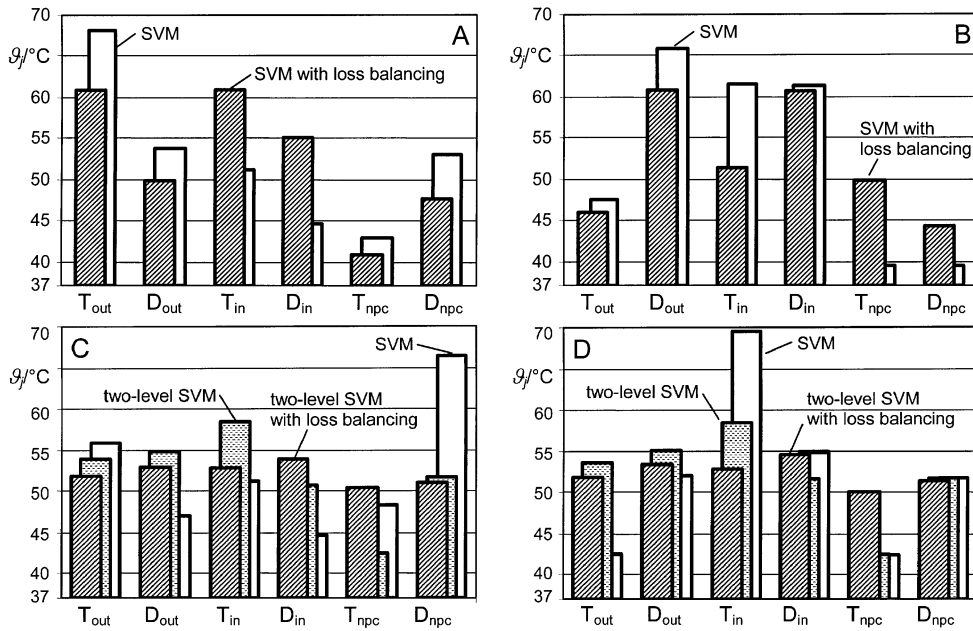 70
ϑj/°C
60
55
50
45
40
37
A
SVM
SVM with loss balancing
Tout Dout Tin Din Tnpc Dnpc
70
ϑj/°C
60
55
50
45
40
37
B
SVM
SVM with
loss balancing
Tout Dout Tin Din Tnpc Dnpc
70
ϑj/°C
60
55
50
45
40
37
C
SVM
two-level SVM
two-level SVM
with loss balancing
Tout Dout Tin Din Tnpc Dnpc
70
ϑj/°C
60
55
50
45
40
37
D
SVM
two-level SVM
two-level SVM
with loss balancing
Tout Dout Tin Din Tnpc Dnpc